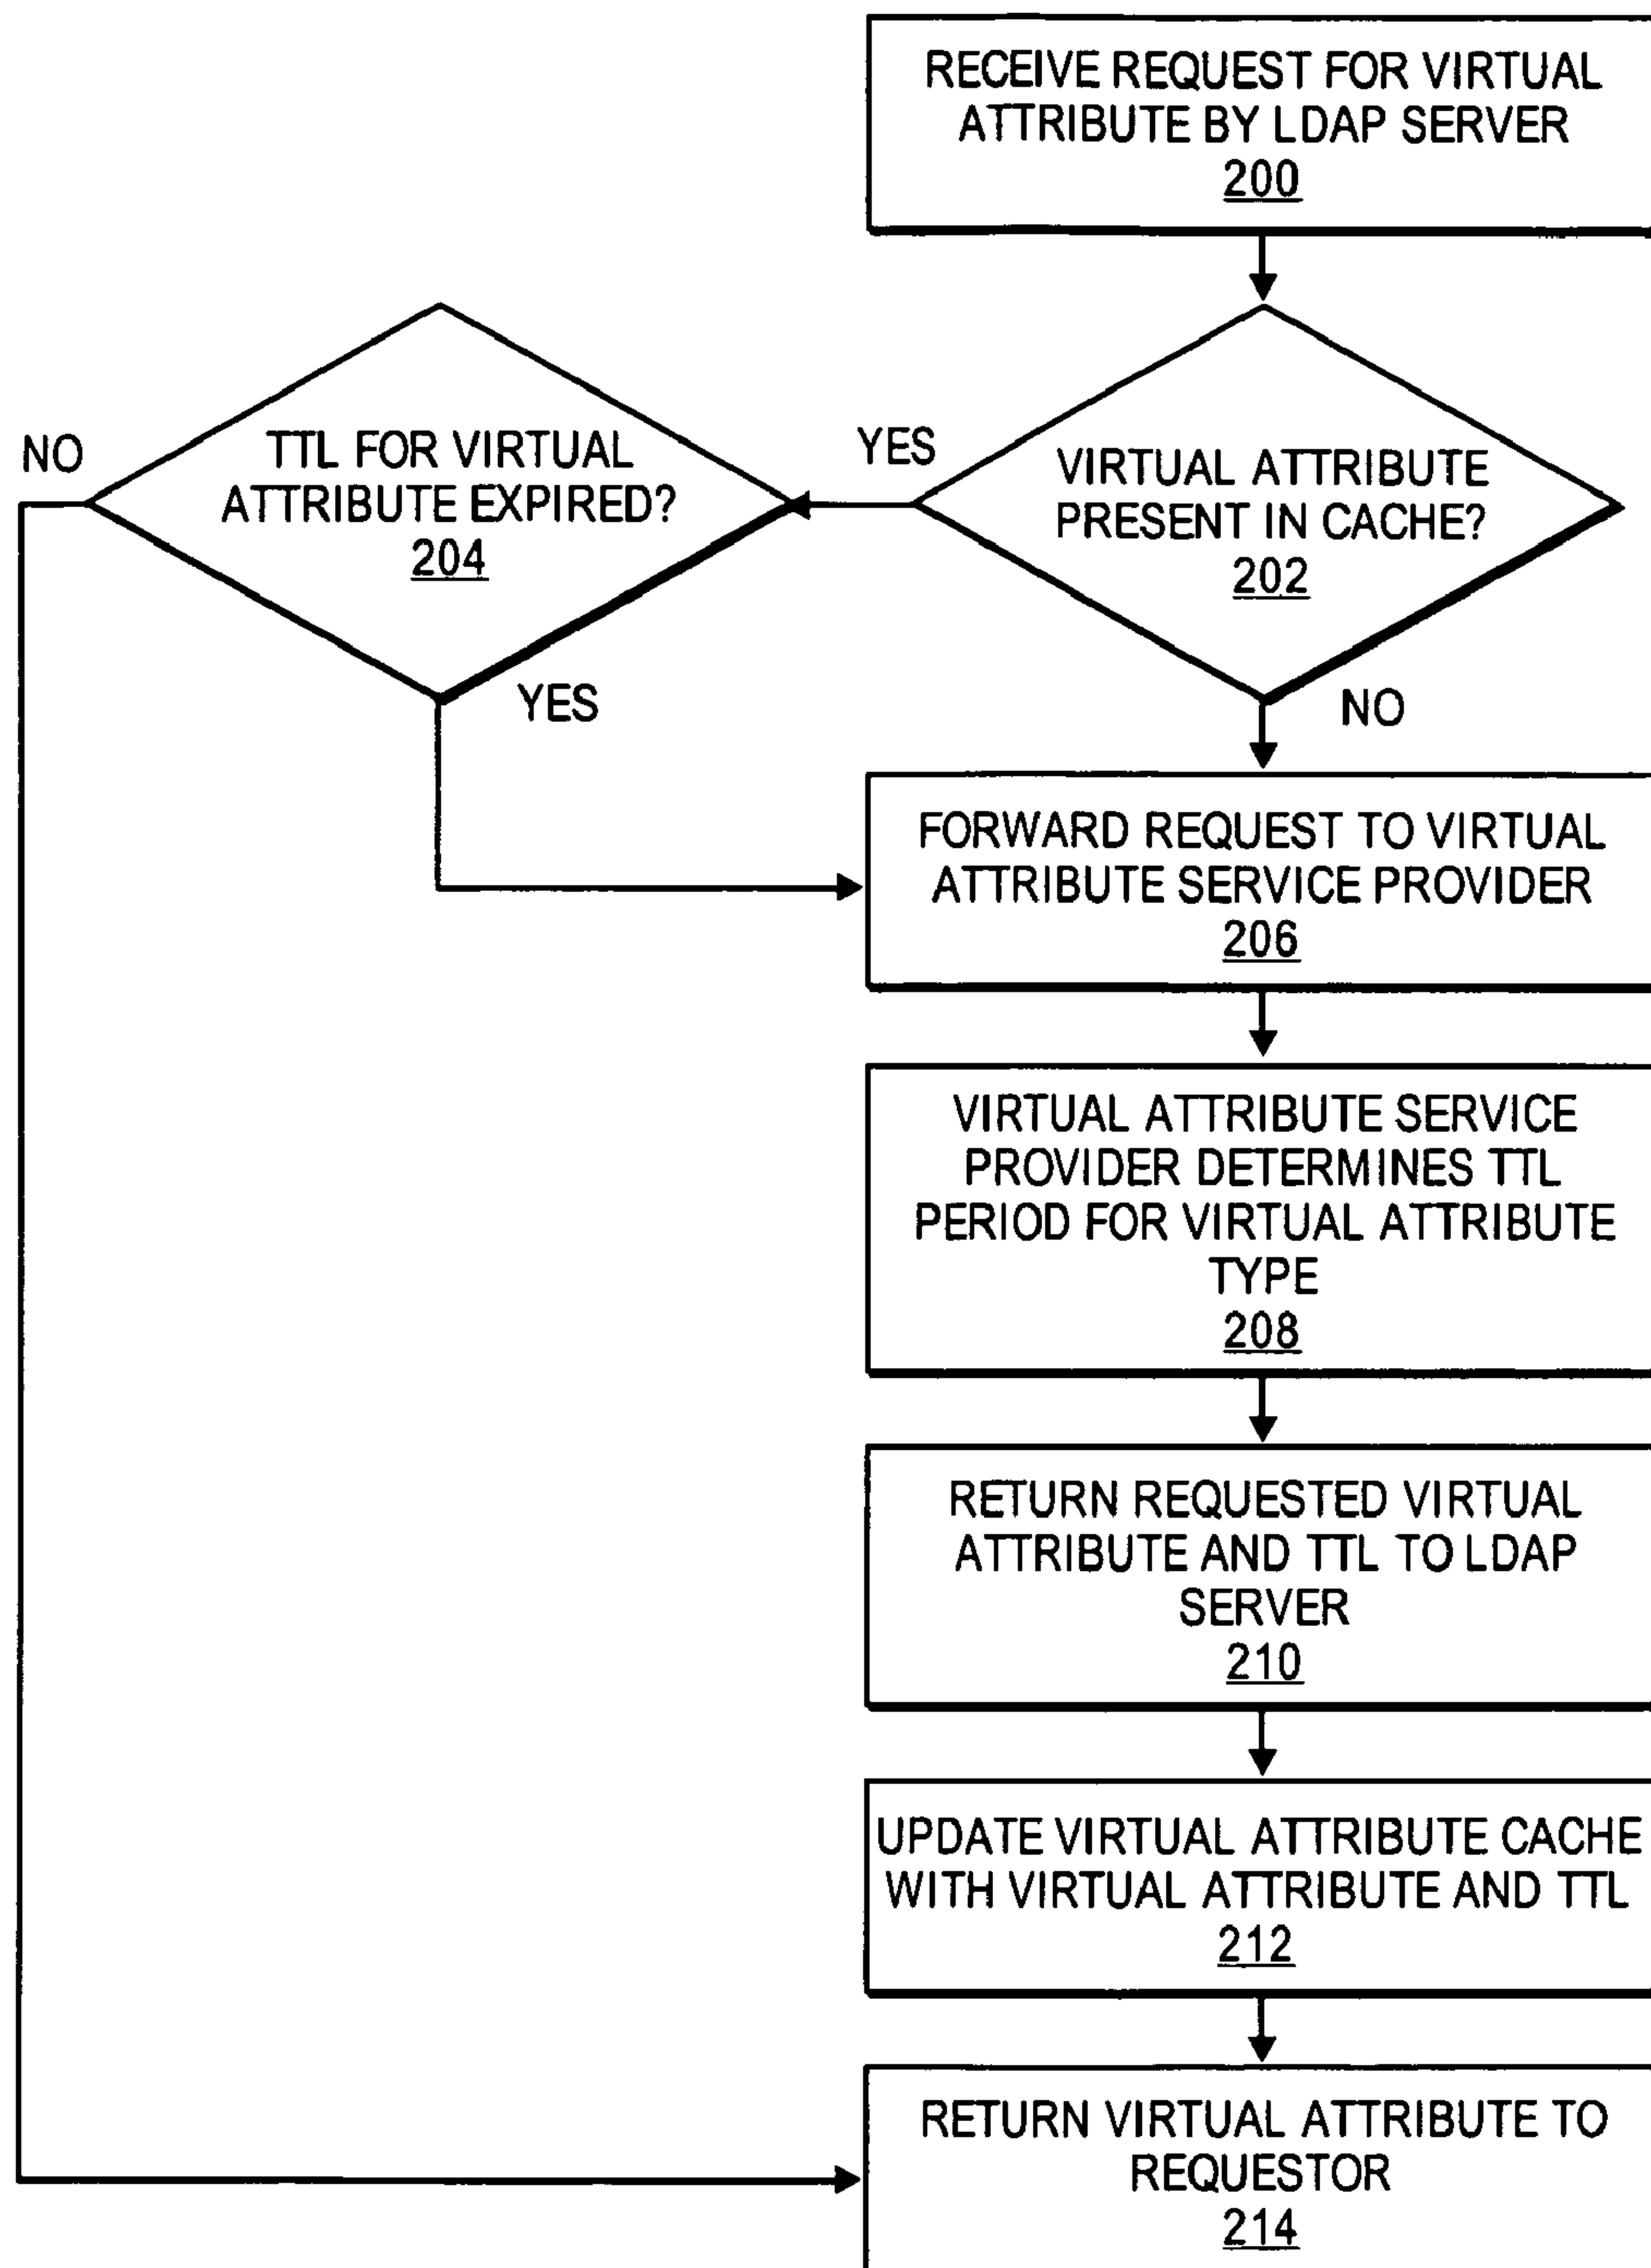 RECEIVE REQUEST FOR VIRTUAL
ATTRIBUTE BY LDAP SERVER
200
NO
TTL FOR VIRTUAL
ATTRIBUTE EXPIRED?
204
YES
YES
VIRTUAL ATTRIBUTE
PRESENT IN CACHE?
202
NO
FORWARD REQUEST TO VIRTUAL
ATTRIBUTE SERVICE PROVIDER
206
VIRTUAL ATTRIBUTE SERVICE
PROVIDER DETERMINES TTL
PERIOD FOR VIRTUAL ATTRIBUTE
TYPE
208
RETURN REQUESTED VIRTUAL
ATTRIBUTE AND TTL TO LDAP
SERVER
210
UPDATE VIRTUAL ATTRIBUTE CACHE
WITH VIRTUAL ATTRIBUTE AND TTL
212
RETURN VIRTUAL ATTRIBUTE TO
REQUESTOR
214